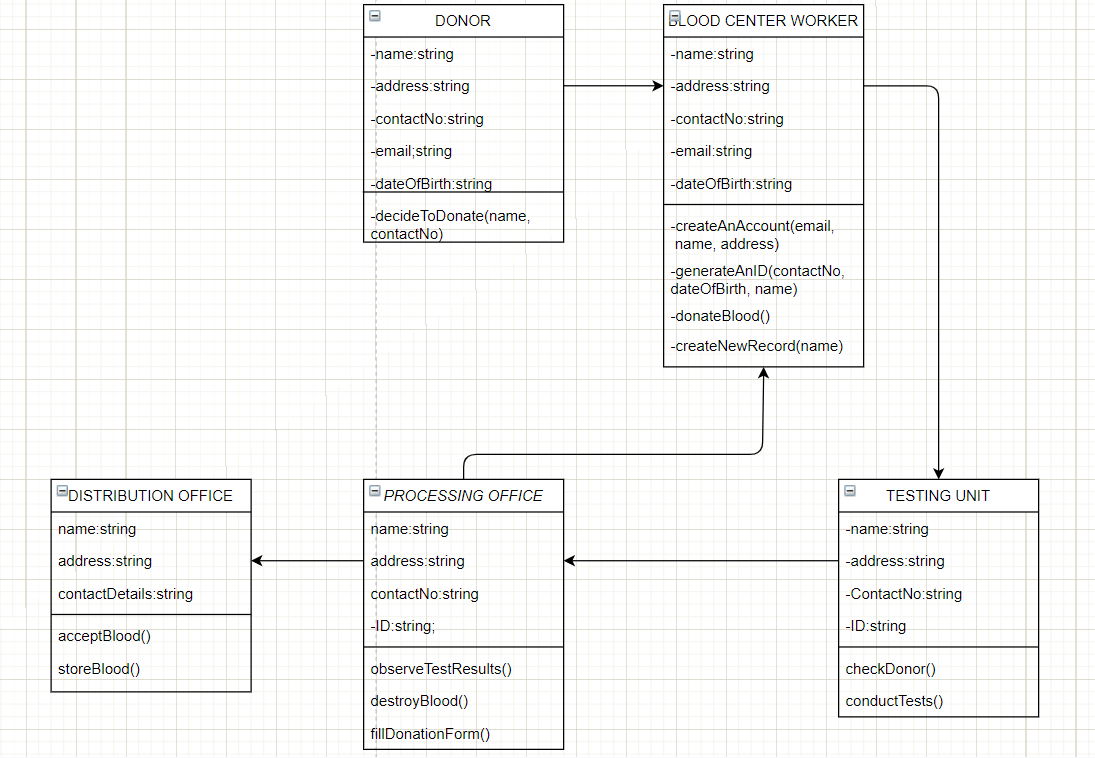 DONOR
-name:string
-address:string
-contactNo:string
-email;string
-dateOfBirth:string
-decideToDonate(name,
contactNo)
BLOOD CENTER WORKER
-name:string
-address:string
-contactNo:string
-email:string
-dateOfBirth:string
-createAnAccount(email,
name, address)
-generateAnID(contactNo,
dateOfBirth, name)
-donateBlood()
-createNewRecord(name)
DISTRIBUTION OFFICE
name:string
address:string
contactDetails:string
acceptBlood()
storeBlood()
PROCESSING OFFICE
name:string
address:string
contactNo:string
-ID:string;
observeTestResults()
destroyBlood()
fillDonationForm()
TESTING UNIT
-name:string
-address:string
-ContactNo:string
-ID:string
checkDonor()
conductTests()